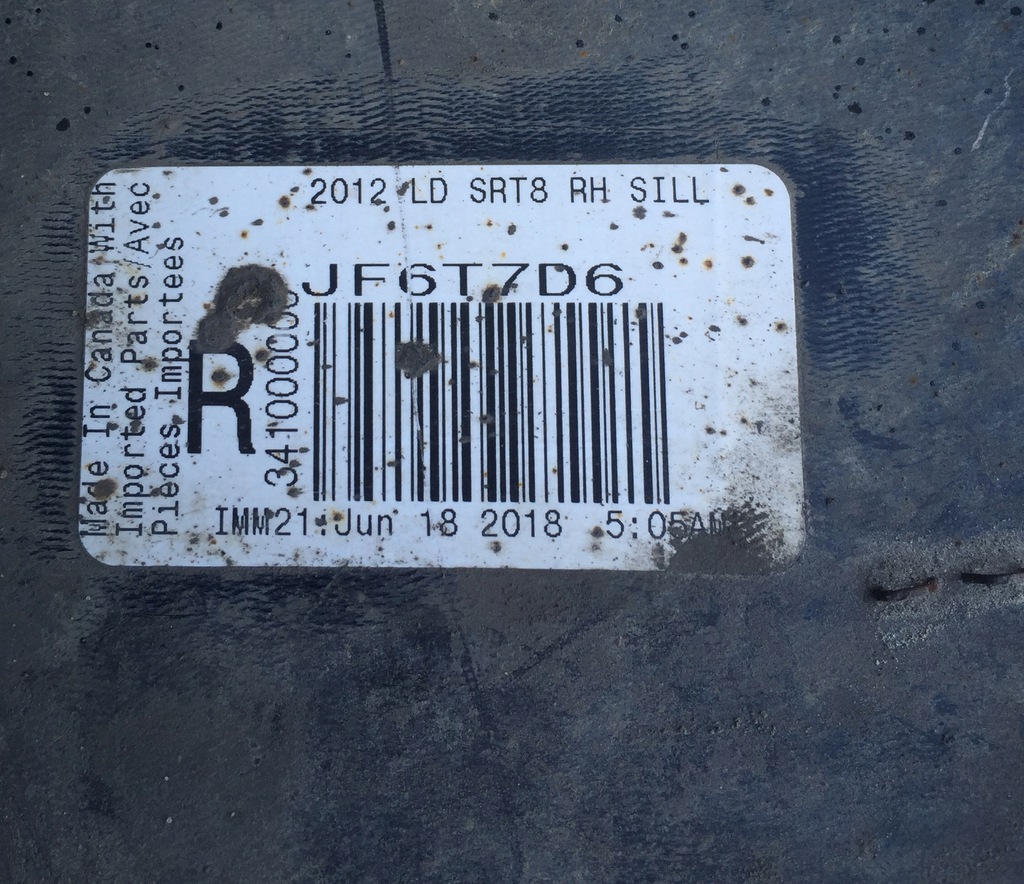 2012 LD SRT8 RH SILL
JF6T7D6
R
IMM21:Jun 18 2018 5:05AM
Made In Canada With
Imported Parts/Avec
Pieces Importees